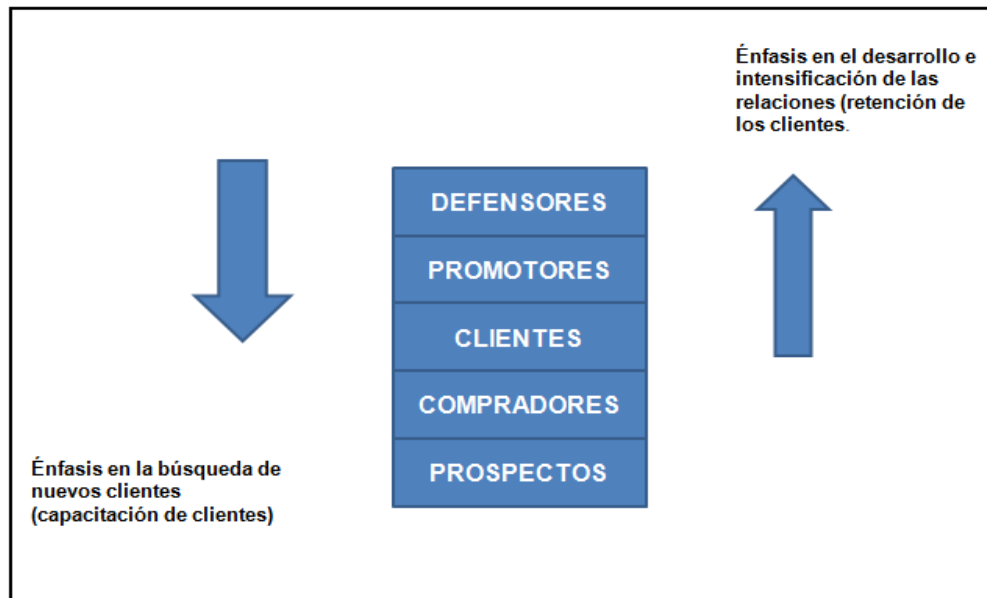 Énfasis en el desarrollo e
intensificación de las
relaciones (retención de
los clientes.
DEFENSORES
PROMOTORES
CLIENTES
COMPRADORES
PROSPECTOS
Énfasis en la búsqueda de
nuevos clientes
(capacitación de clientes)